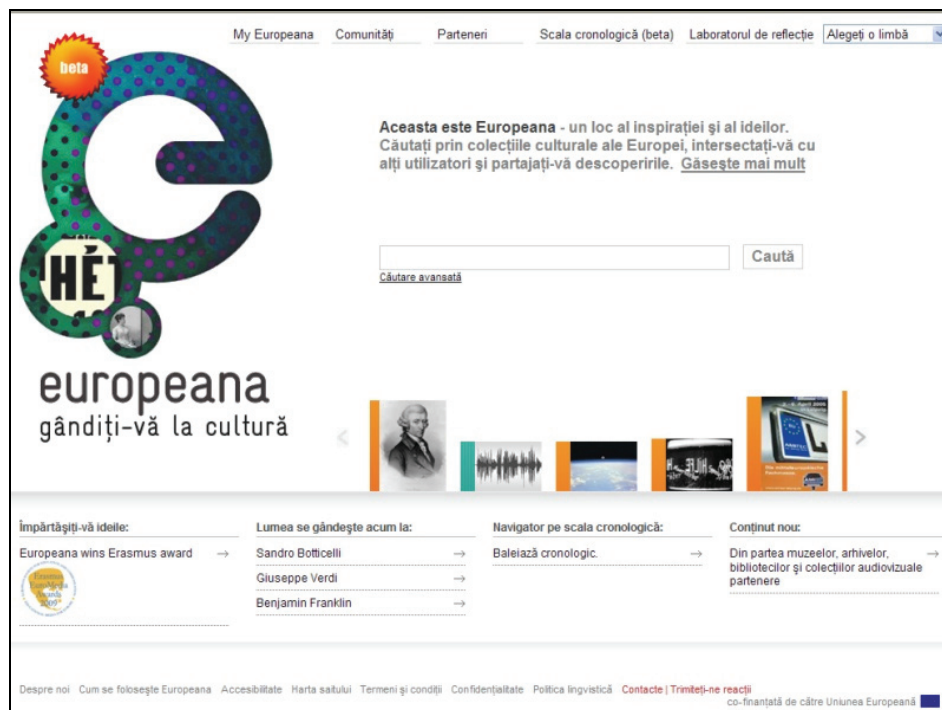 My Europeana Comunități Parteneri Scala cronologică (beta) Laboratorul de reflecție Alegeți o limbă
beta
Aceasta este Europeana - un loc al inspirației și al ideilor.
Căutați prin colecțiile culturale ale Europei, intersectați-vă cu
alți utilizatori și partajați-vă descoperirile. Găsește mai mult
Caută
Căutare avansată
HÉT
europeana
gândiți-vă la cultură
HILFE
Împărtășiți-vă ideile: Lumea se gândește acum la: Navigator pe scala cronologică: Conținut nou:
Europeana wins Erasmus award → Sandro Botticelli → Baleiază cronologic. → Din partea muzeelor, arhivelor, →
bibliotecilor și colecțiilor audiovizuale
partenere
Giuseppe Verdi →
Benjamin Franklin →
Erasmus
EuroMedia
Awards
2009
Despre noi Cum se folosește Europeana Accesibilitate Harta saitului Termeni și condiții Confidențialitate Politica lingvistică Contacte | Trimiteți-ne reacții
co-finanțată de către Uniunea Europeană